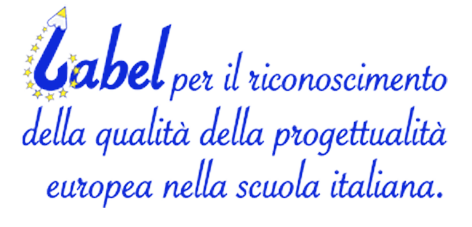 Label per il riconoscimento
della qualità della progettualità
europea nella scuola italiana.